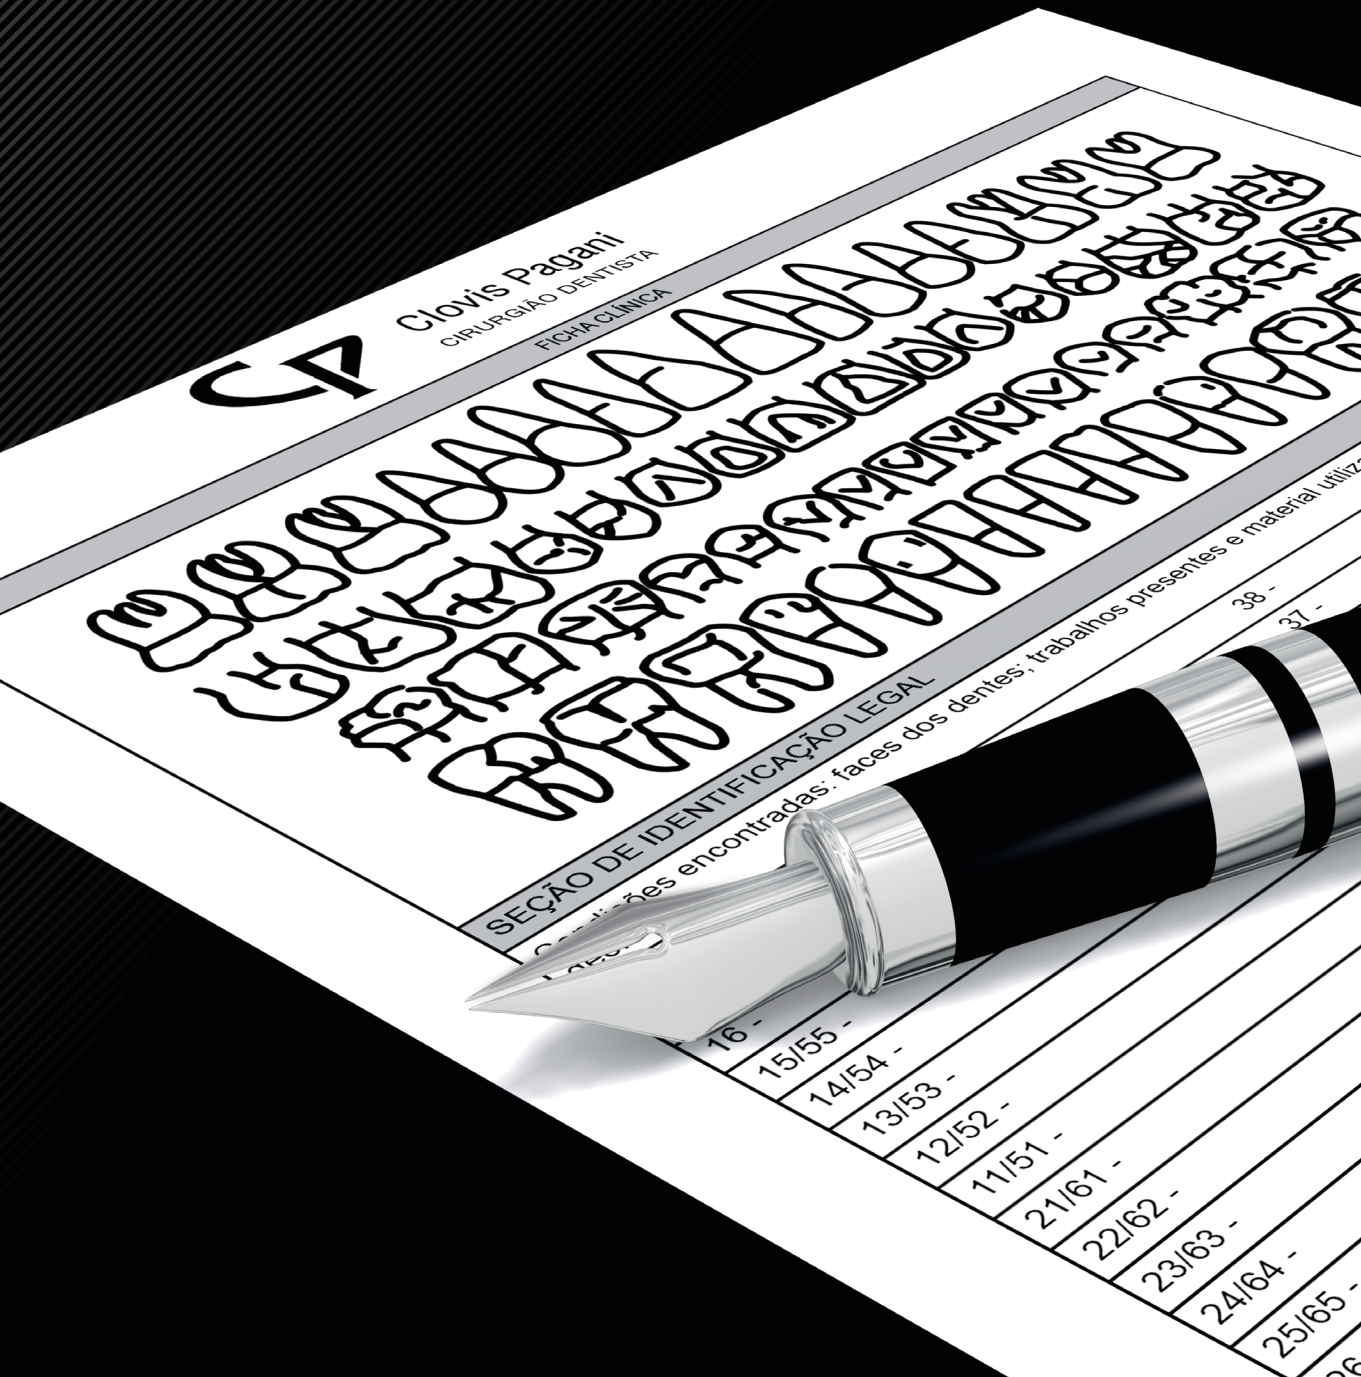 CP
Clovis Pagani
CIRURGIÃO DENTISTA
FICHA CLÍNICA
SEÇÃO DE IDENTIFICAÇÃO LEGAL
encontradas: faces dos dentes; trabalhos presentes e material
38 -
37 -
16 -
15/55 -
14/54 -
13/53 -
12/52 -
11/51 -
21/61 -
22/62 -
23/63 -
24/64 -
25/65 -